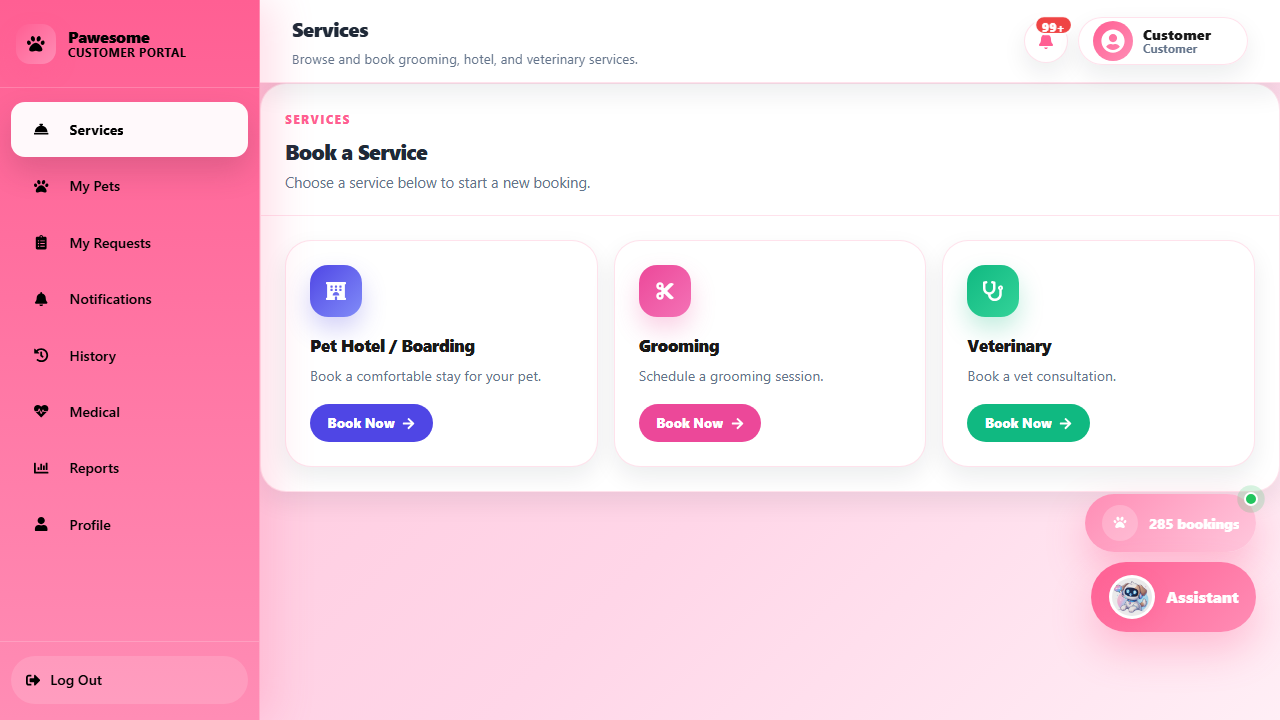 Pawesome
CUSTOMER PORTAL
Services
My Pets
My Requests
Notifications
History
Medical
Reports
Profile
Log Out
Services
Browse and book grooming, hotel, and veterinary services.
99+
Customer
Customer
SERVICES
Book a Service
Choose a service below to start a new booking.
Pet Hotel / Boarding
Book a comfortable stay for your pet.
Book Now →
Grooming
Schedule a grooming session.
Book Now →
Veterinary
Book a vet consultation.
Book Now →
285 bookings
Assistant